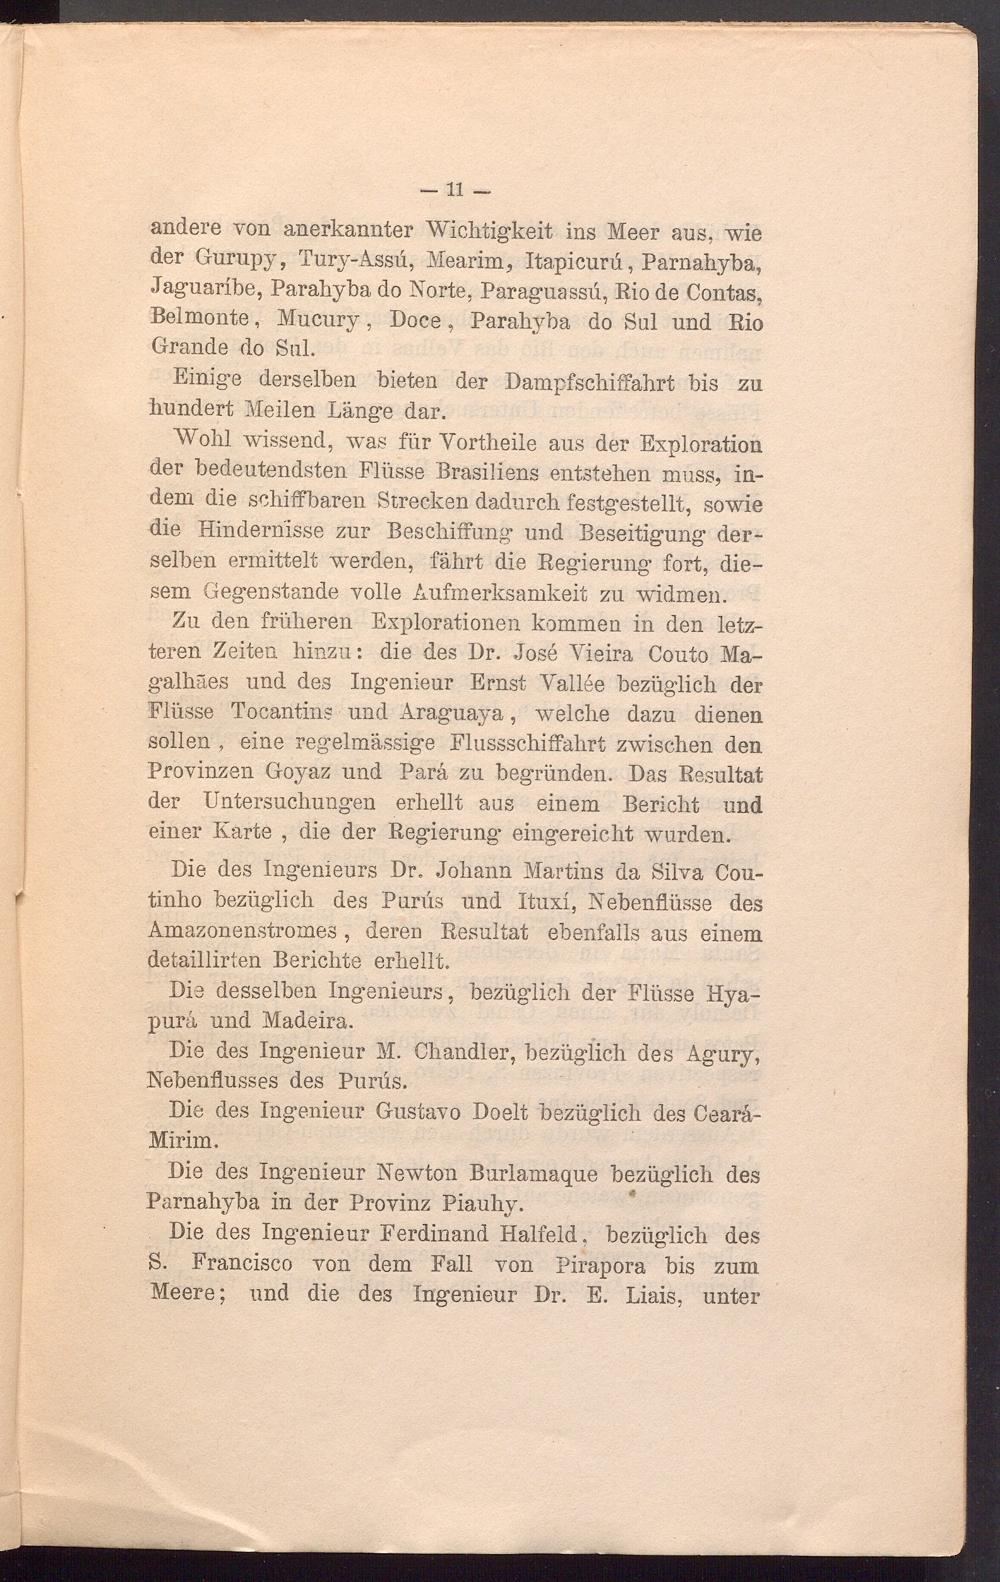 — 11 —
andere von anerkannter Wichtigkeit ins Meer aus, wie
der Gurupy, Tury-Assú, Mearim, Itapicurú, Parnahyba,
Jaguaríbe, Parahyba do Norte, Paraguassú, Rio de Contas,
Belmonte, Mucury, Doce, Parahyba do Sul und Rio
Grande do Sul.
Einige derselben bieten der Dampfschiffahrt bis zu
hundert Meilen Länge dar.
Wohl wissend, was für Vortheile aus der Exploration
der bedeutendsten Flüsse Brasiliens entstehen muss, in-
dem die schiffbaren Strecken dadurch festgestellt, sowie
die Hindernisse zur Beschiffung und Beseitigung der-
selben ermittelt werden, fährt die Regierung fort, die-
sem Gegenstande volle Aufmerksamkeit zu widmen.
Zu den früheren Explorationen kommen in den letz-
teren Zeiten hinzu: die des Dr. José Vieira Couto Ma-
galhães und des Ingenieur Ernst Vallée bezüglich der
Flüsse Tocantins und Araguaya, welche dazu dienen
sollen, eine regelmässige Flussschiffahrt zwischen den
Provinzen Goyaz und Pará zu begründen. Das Resultat
der Untersuchungen erhellt aus einem Bericht und
einer Karte, die der Regierung eingereicht wurden.
Die des Ingenieurs Dr. Johann Martins da Silva Cou-
tinho bezüglich des Purús und Ituxí, Nebenflüsse des
Amazonenstromes, deren Resultat ebenfalls aus einem
detaillirten Berichte erhellt.
Die desselben Ingenieurs, bezüglich der Flüsse Hya-
purá und Madeira.
Die des Ingenieur M. Chandler, bezüglich des Agury,
Nebenflusses des Purús.
Die des Ingenieur Gustavo Doelt bezüglich des Ceará-
Mirim.
Die des Ingenieur Newton Burlamaque bezüglich des
Parnahyba in der Provinz Piauhy.
Die des Ingenieur Ferdinand Halfeld, bezüglich des
S. Francisco von dem Fall von Pirapora bis zum
Meere; und die des Ingenieur Dr. E. Liais, unter